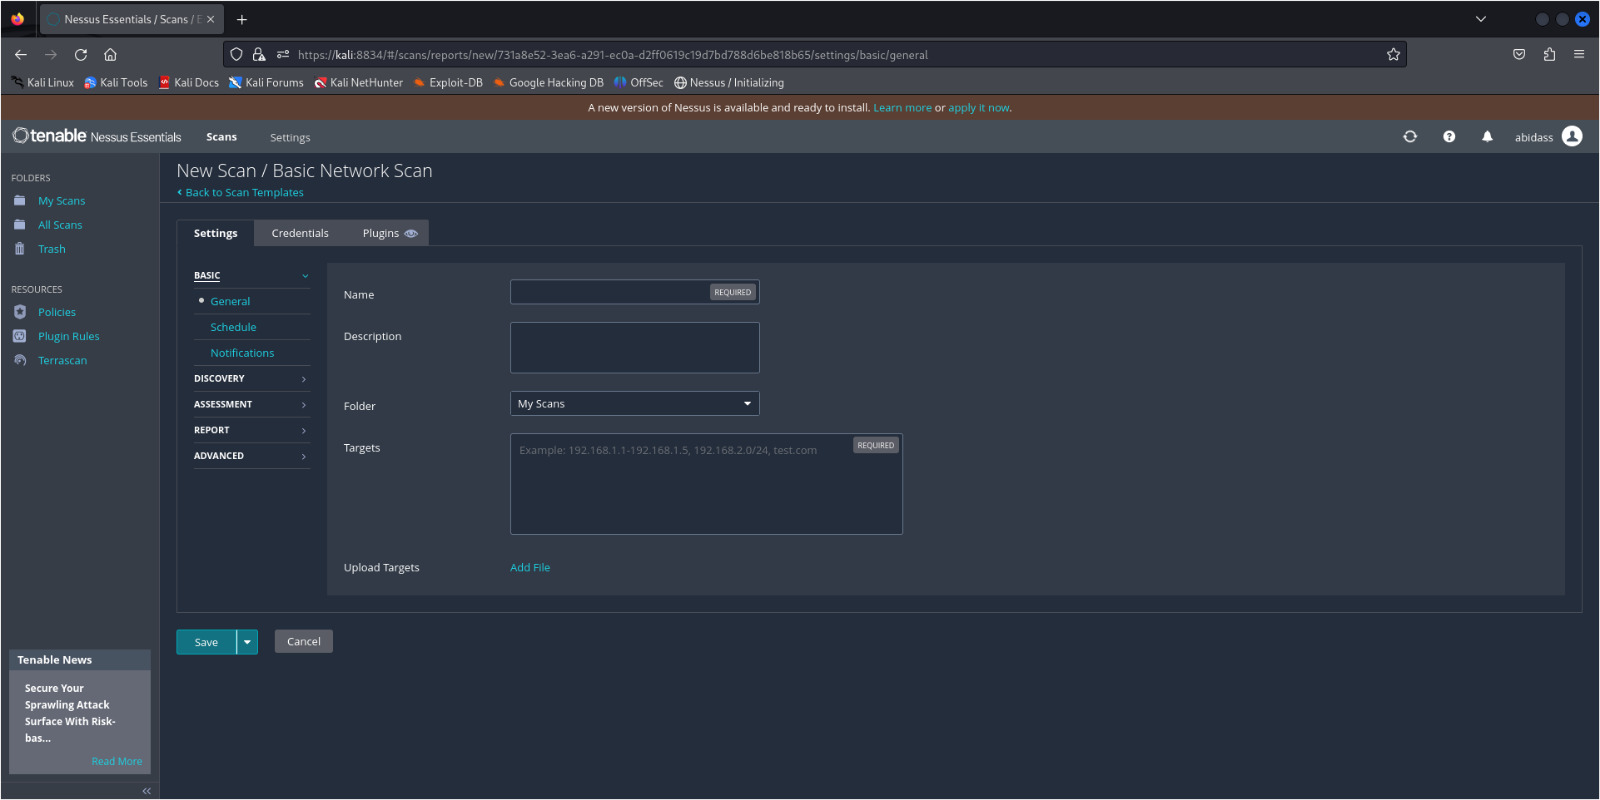 Nessus Essentials / Scans / E
https://kali:8834/#/scans/reports/new/731a8e52-3ea6-a291-ec0a-d2ff0619c19d7bd788d6be818b65/settings/basic/general
Kali Linux Kali Tools Kali Docs Kali Forums Kali NetHunter Exploit-DB Google Hacking DB OffSec Nessus / Initializing
A new version of Nessus is available and ready to install. Learn more or apply it now.
tenable Nessus Essentials Scans Settings abidass
FOLDERS
My Scans
All Scans
Trash
RESOURCES
Policies
Plugin Rules
Terrascan
Tenable News
Secure Your
Sprawling Attack
Surface With Risk-
bas...
Read More
New Scan / Basic Network Scan
Back to Scan Templates
Settings Credentials Plugins
BASIC
General
Schedule
Notifications
DISCOVERY
ASSESSMENT
REPORT
ADVANCED
Name REQUIRED
Description
Folder My Scans
Targets Example: 192.168.1.1-192.168.1.5, 192.168.2.0/24, test.com REQUIRED
Upload Targets Add File
Save Cancel